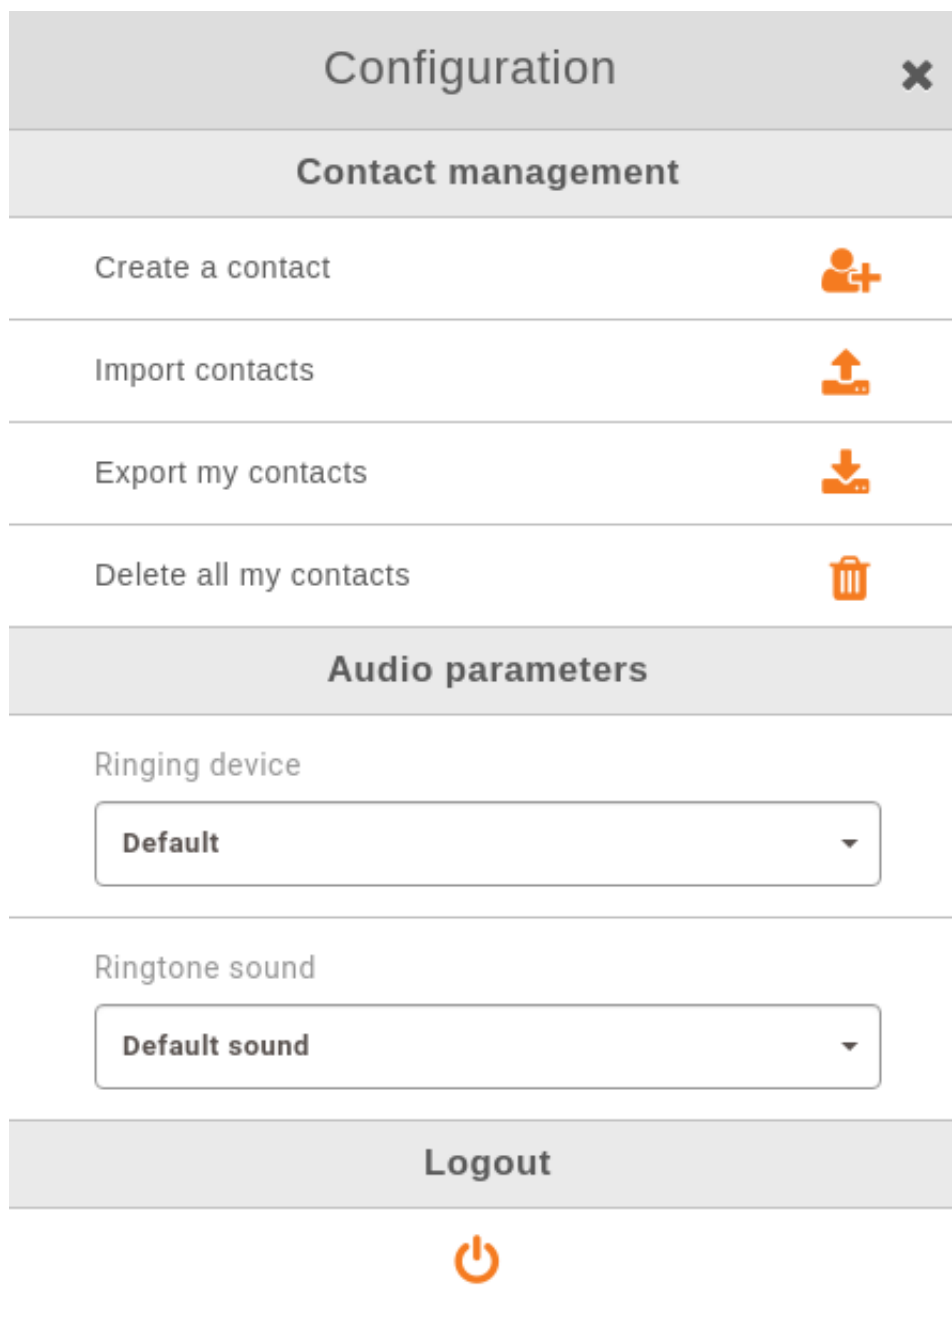 Configuration
Contact management
Create a contact
Import contacts
Export my contacts
Delete all my contacts
Audio parameters
Ringing device
Default
Ringtone sound
Default sound
Logout